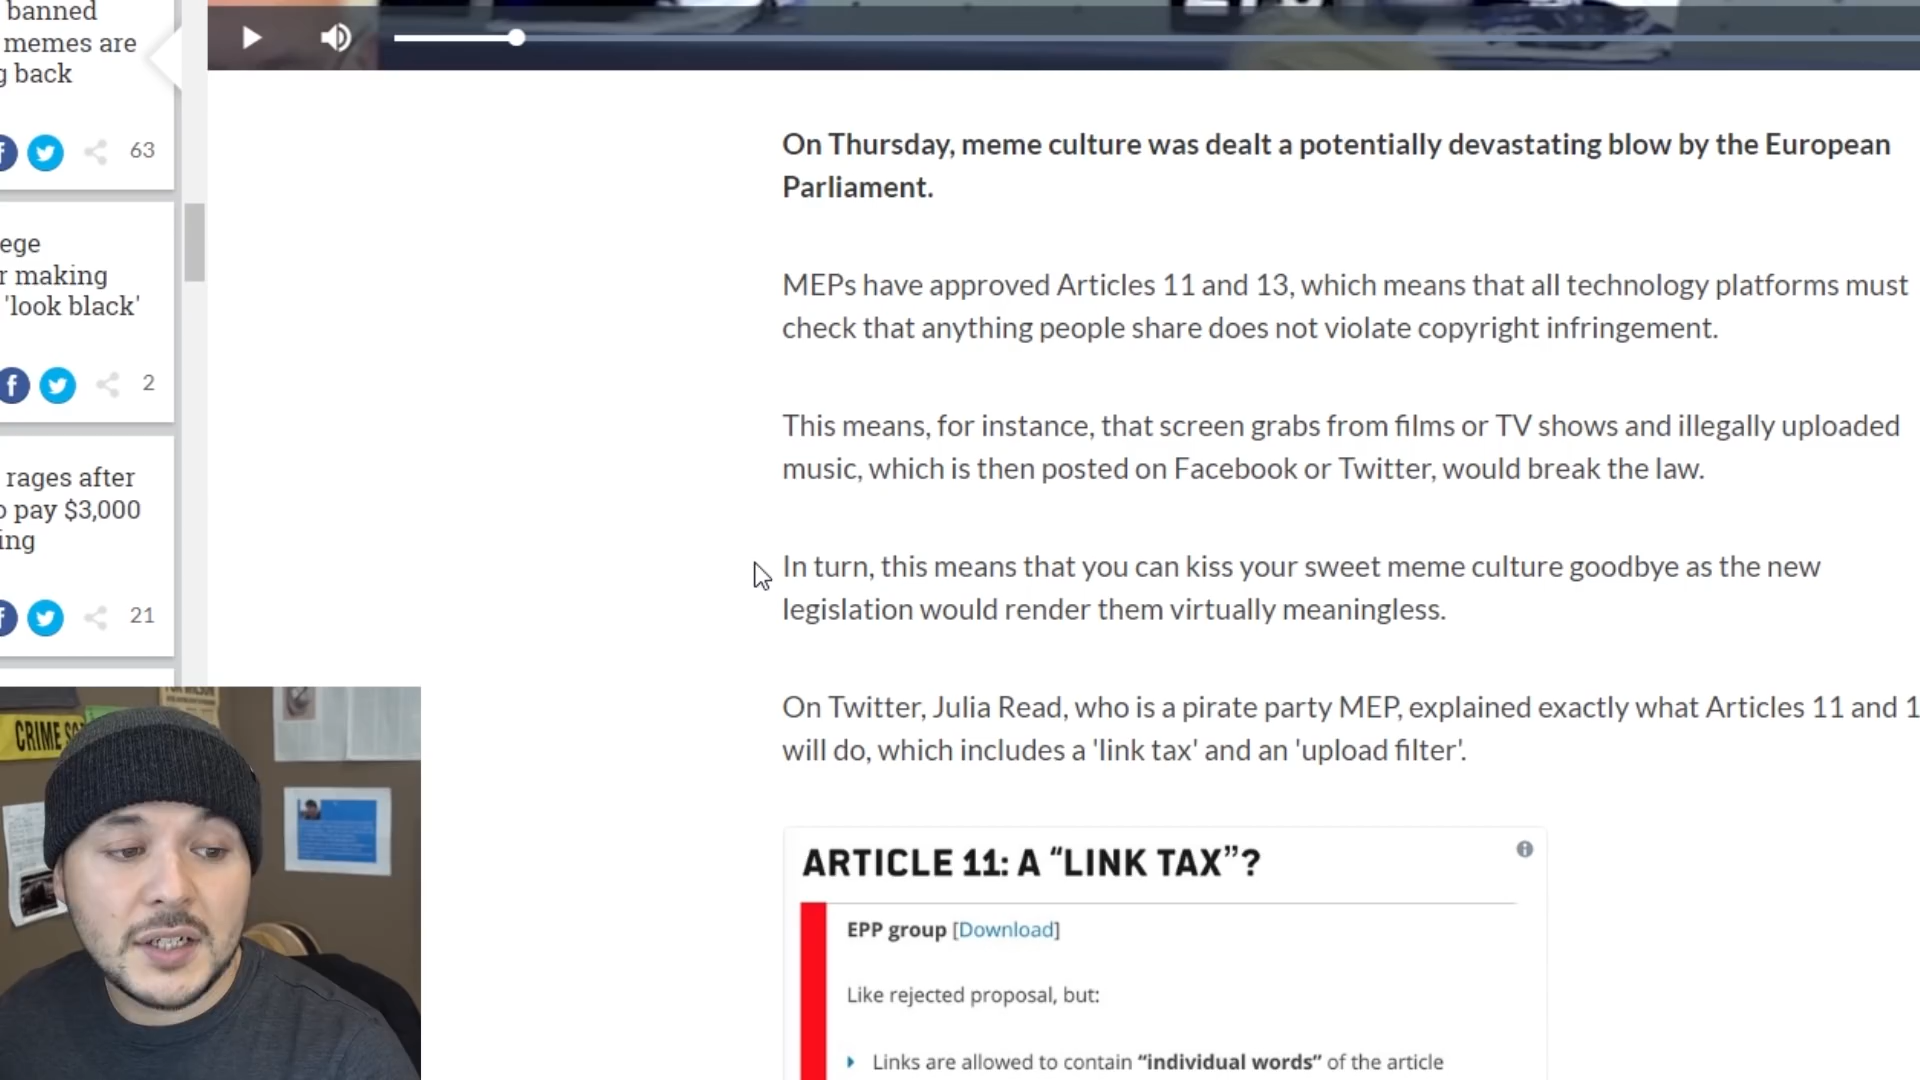 banned
memes are
g back
63
ege
r making
'look black'
2
rages after
o pay $3,000
ing
21
On Thursday, meme culture was dealt a potentially devastating blow by the European
Parliament.
MEPs have approved Articles 11 and 13, which means that all technology platforms must
check that anything people share does not violate copyright infringement.
This means, for instance, that screen grabs from films or TV shows and illegally uploaded
music, which is then posted on Facebook or Twitter, would break the law.
In turn, this means that you can kiss your sweet meme culture goodbye as the new
legislation would render them virtually meaningless.
On Twitter, Julia Read, who is a pirate party MEP, explained exactly what Articles 11 and 1
will do, which includes a 'link tax' and an 'upload filter'.
ARTICLE 11: A “LINK TAX”?
EPP group [Download]
Like rejected proposal, but:
Links are allowed to contain “individual words” of the article
CRIME